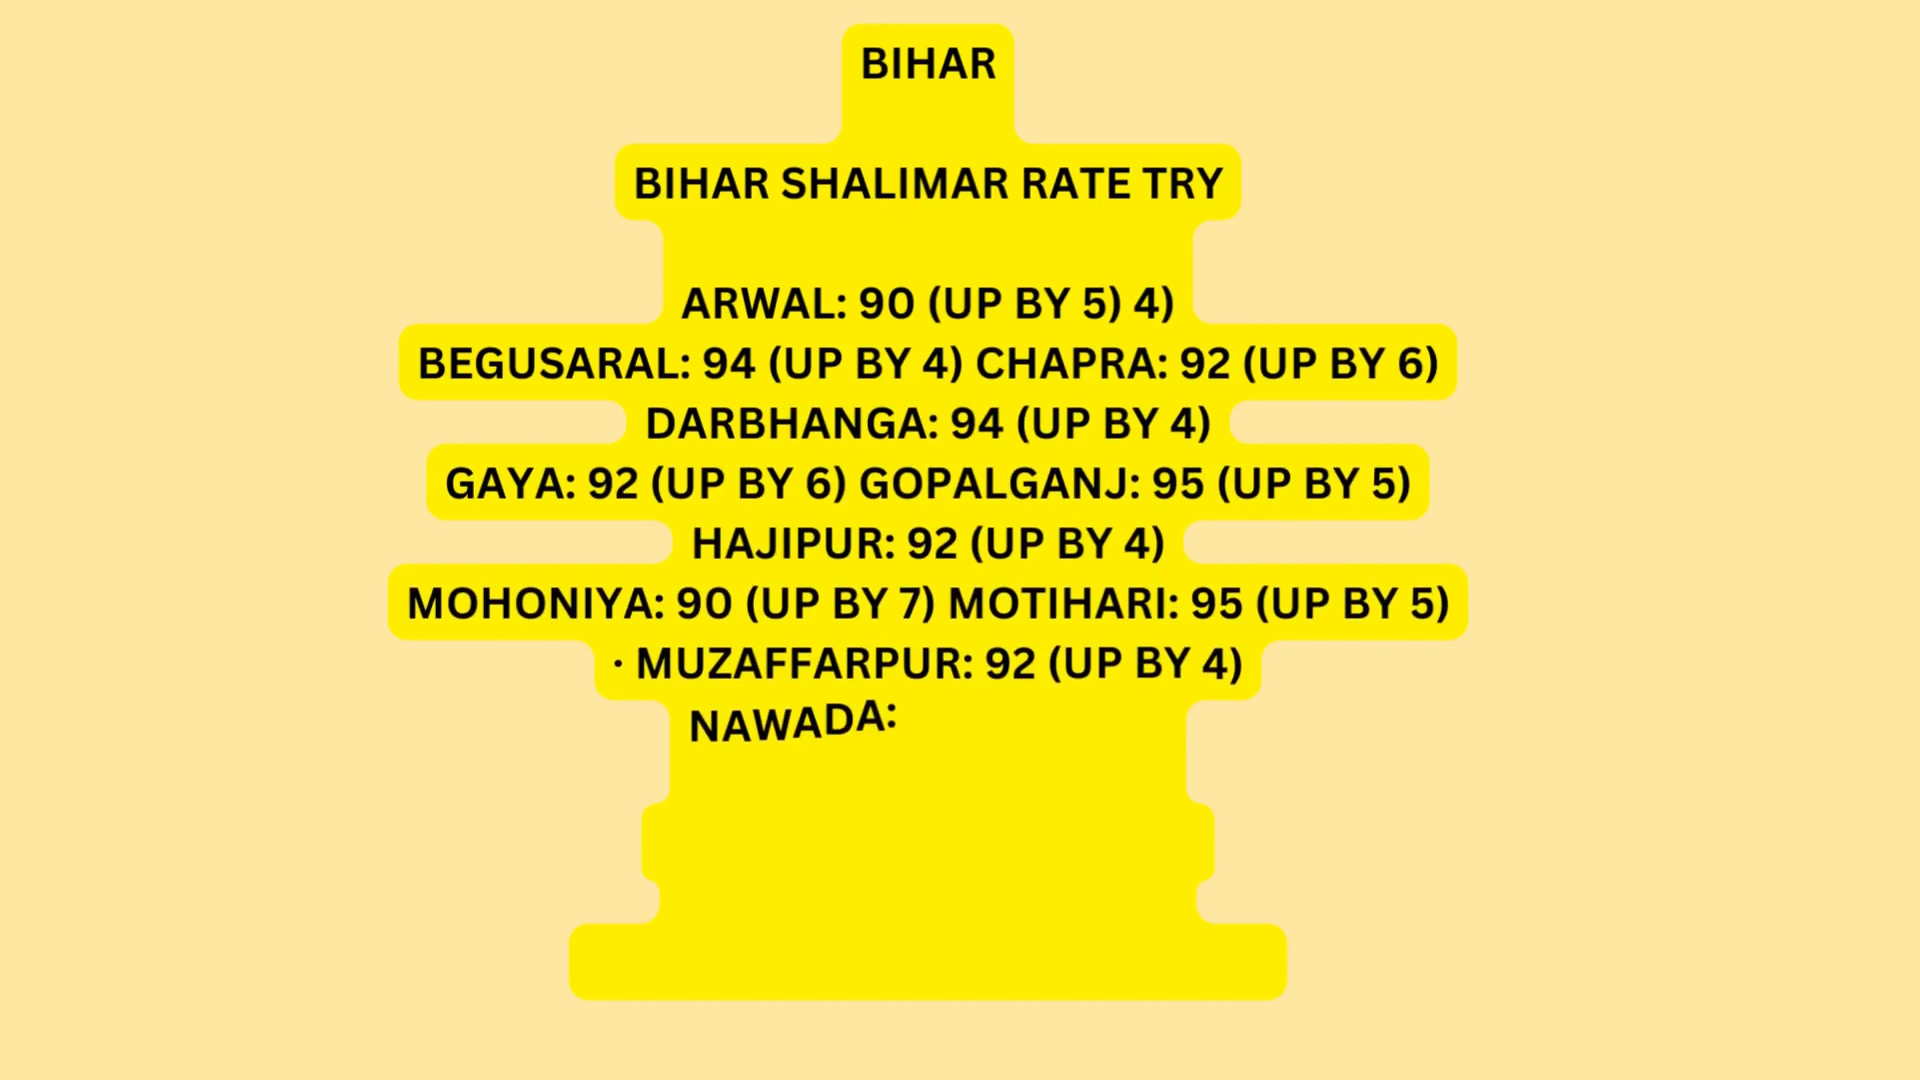 BIHAR
BIHAR SHALIMAR RATE TRY
ARWAL: 90 (UP BY 5) 4)
BEGUSARAL: 94 (UP BY 4) CHAPRA: 92 (UP BY 6)
DARBHANGA: 94 (UP BY 4)
GAYA: 92 (UP BY 6) GOPALGANJ: 95 (UP BY 5)
HAJIPUR: 92 (UP BY 4)
MOHONIYA: 90 (UP BY 7) MOTIHARI: 95 (UP BY 5)
· MUZAFFARPUR: 92 (UP BY 4)
NAWADA: